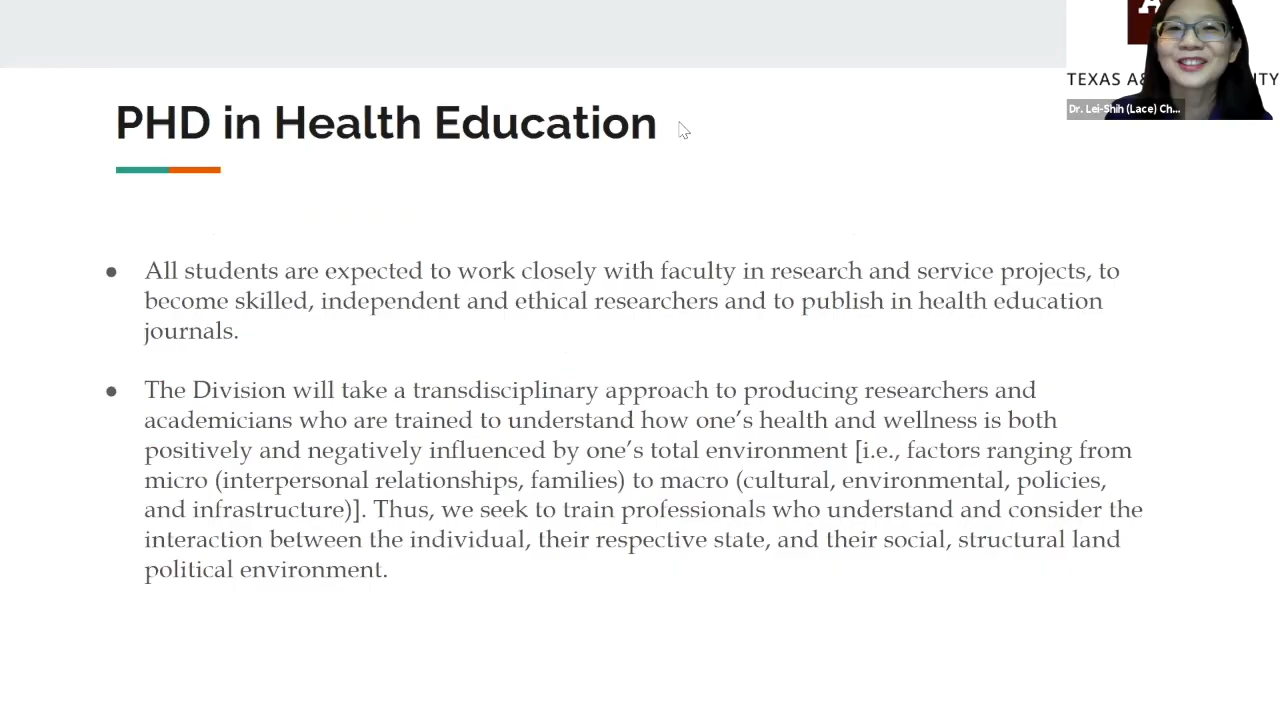 TEXAS A&
ITY
Dr. Lei-Shih (Lace) Ch...
PHD in Health Education
● All students are expected to work closely with faculty in research and service projects, to
become skilled, independent and ethical researchers and to publish in health education
journals.
● The Division will take a transdisciplinary approach to producing researchers and
academicians who are trained to understand how one’s health and wellness is both
positively and negatively influenced by one’s total environment [i.e., factors ranging from
micro (interpersonal relationships, families) to macro (cultural, environmental, policies,
and infrastructure)]. Thus, we seek to train professionals who understand and consider the
interaction between the individual, their respective state, and their social, structural land
political environment.